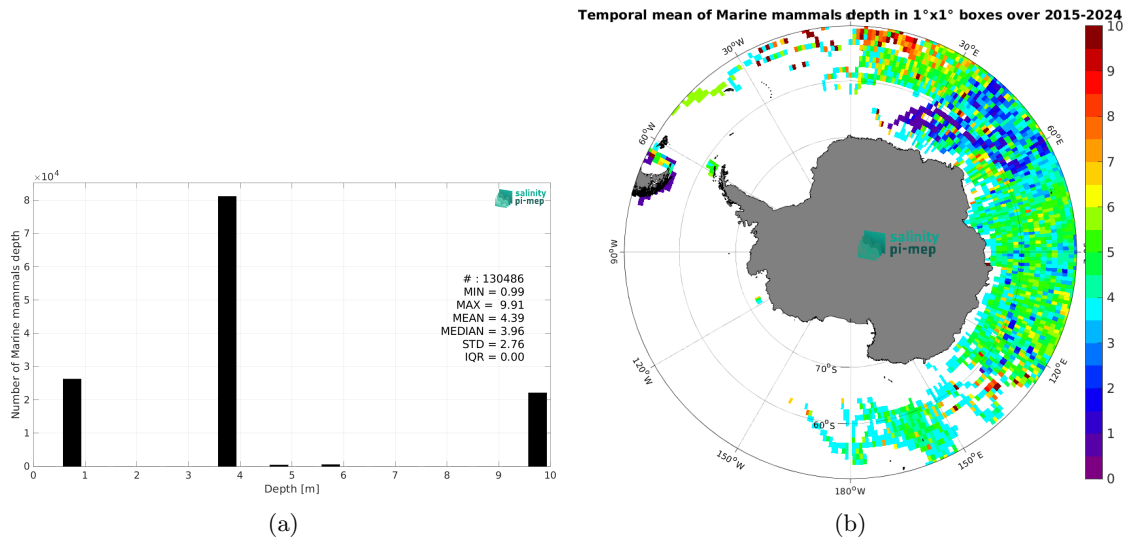 ×10⁴
8
7
6
5
4
3
2
1
0
Number of Marine mammals depth
0 1 2 3 4 5 6 7 8 9 10
Depth [m]
salinity
pi-mep
# : 130486
MIN = 0.99
MAX = 9.91
MEAN = 4.39
MEDIAN = 3.96
STD = 2.76
IQR = 0.00
(a)
Temporal mean of Marine mammals depth in 1°x1° boxes over 2015-2024
30°W
30°E
60°W
60°E
90°W
120°W
120°E
150°W
150°E
180°W
70°S
60°S
salinity
pi-mep
10
9
8
7
6
5
4
3
2
1
0
(b)